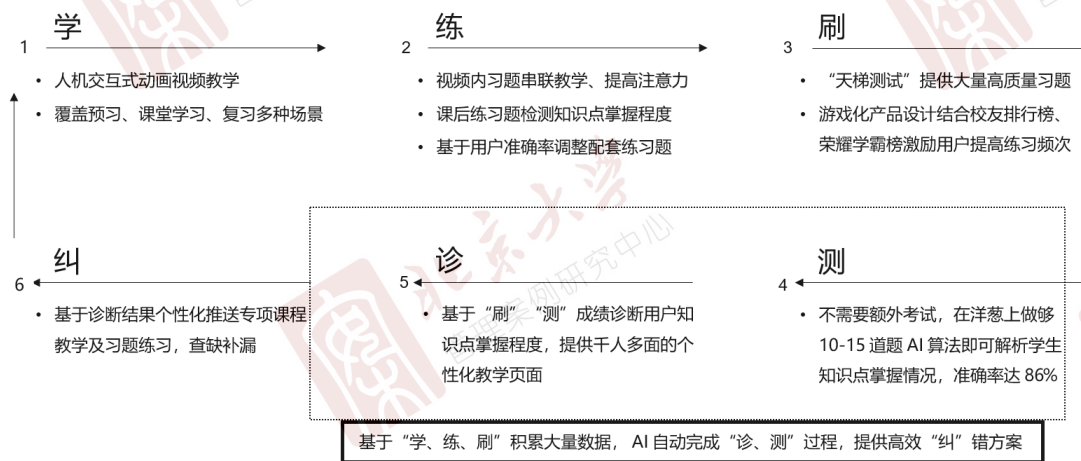 学
1
人机交互式动画视频教学
覆盖预习、课堂学习、复习多种场景
练
2
视频内习题串联教学、提高注意力
课后练习题检测知识点掌握程度
基于用户准确率调整配套练习题
刷
3
“天梯测试”提供大量高质量习题
游戏化产品设计结合校友排行榜、
荣耀学霸榜激励用户提高练习频次
测
4
不需要额外考试，在洋葱上做够
10-15 道题 AI 算法即可解析学生
知识点掌握情况，准确率达 86%
诊
5
基于“刷”“测”成绩诊断用户知
识点掌握程度，提供千人多面的个
性化教学页面
纠
6
基于诊断结果个性化推送专项课程
教学及习题练习，查缺补漏
基于“学、练、刷”积累大量数据， AI 自动完成“诊、测”过程，提供高效“纠”错方案
北京大学
管理案例研究中心